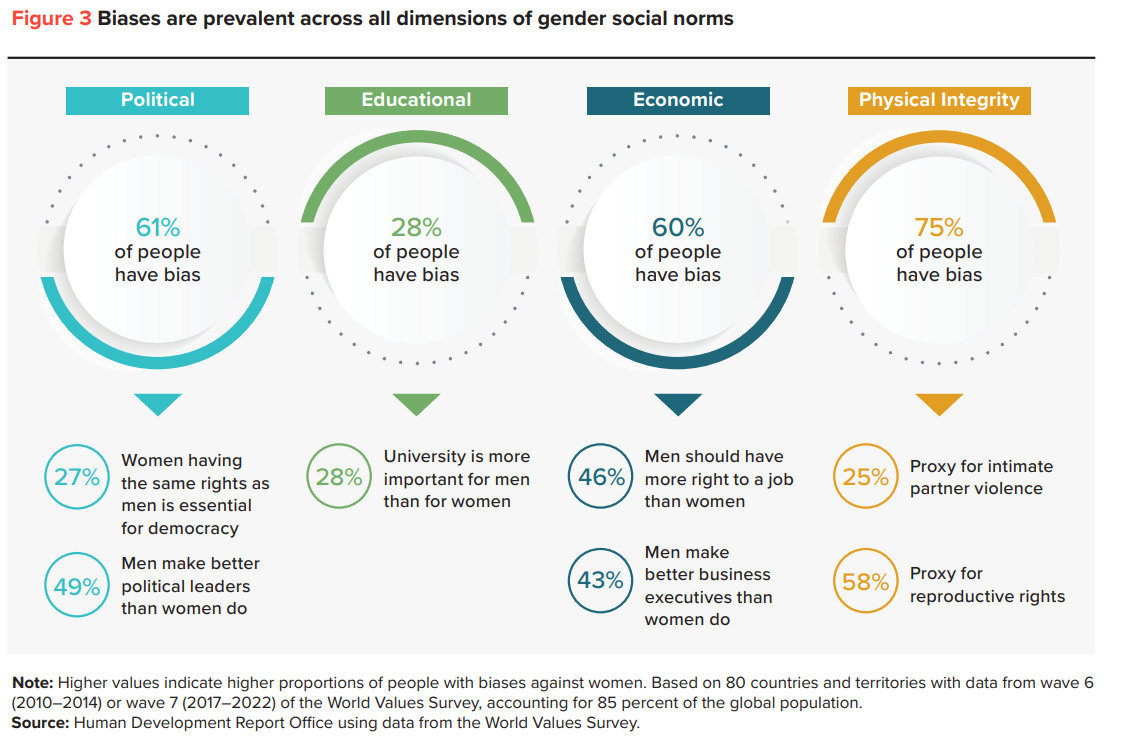 Figure 3 Biases are prevalent across all dimensions of gender social norms
Political
61%
of people
have bias
27%
Women having
the same rights as
men is essential
for democracy
49%
Men make better
political leaders
than women do
Educational
28%
of people
have bias
28%
University is more
important for men
than for women
Economic
60%
of people
have bias
46%
Men should have
more right to a job
than women
43%
Men make
better business
executives than
women do
Physical Integrity
75%
of people
have bias
25%
Proxy for intimate
partner violence
58%
Proxy for
reproductive rights
Note: Higher values indicate higher proportions of people with biases against women. Based on 80 countries and territories with data from wave 6
(2010–2014) or wave 7 (2017–2022) of the World Values Survey, accounting for 85 percent of the global population.
Source: Human Development Report Office using data from the World Values Survey.